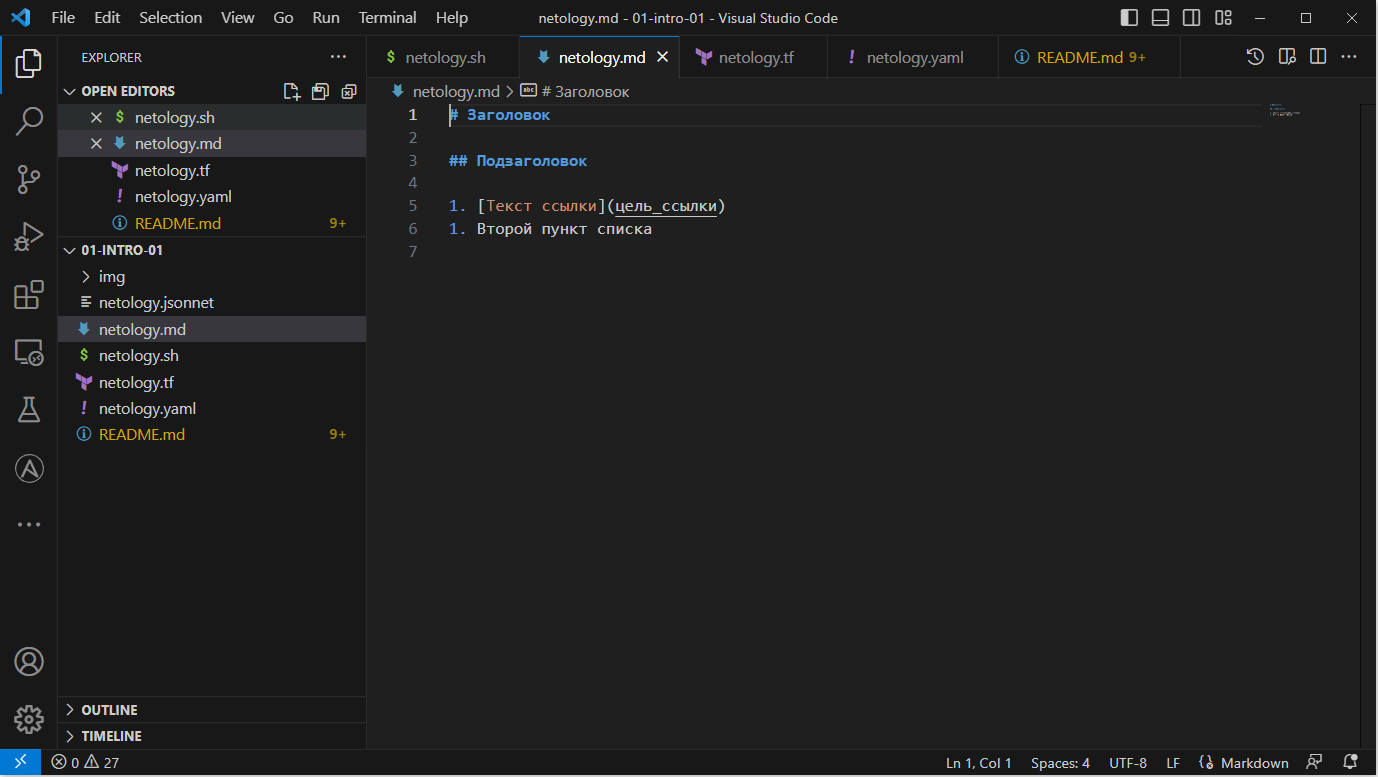 File Edit Selection View Go Run Terminal Help netology.md - 01-intro-01 - Visual Studio Code
EXPLORER
OPEN EDITORS
netology.sh
netology.md
netology.tf
netology.yaml
README.md 9+
01-INTRO-01
img
netology.jsonnet
netology.md
$ netology.sh
netology.tf
! netology.yaml
README.md 9+
OUTLINE
TIMELINE
$ netology.sh netology.md netology.tf ! netology.yaml README.md 9+
netology.md > abc # Заголовок
1 # Заголовок
2
3 ## Подзаголовок
4
5 1. [Текст ссылки](цель_ссылки)
6 1. Второй пункт списка
7
0 27 Ln 1, Col 1 Spaces: 4 UTF-8 LF Markdown